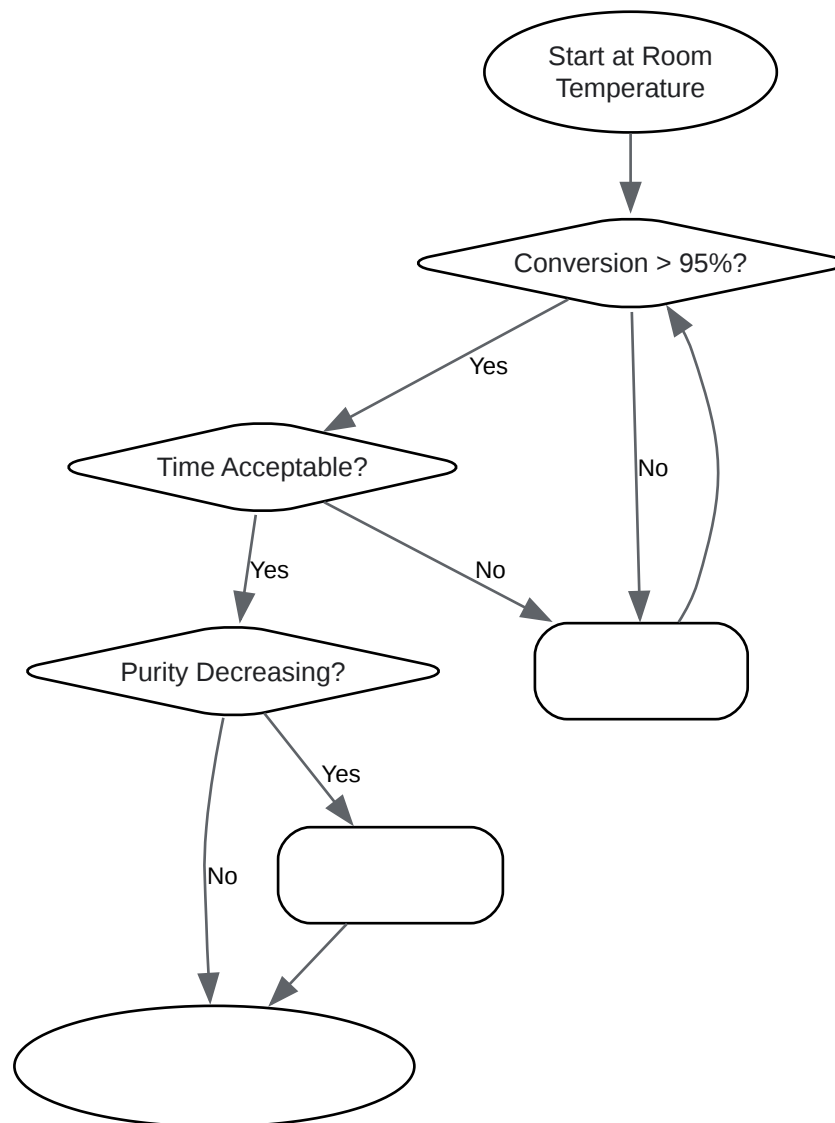 Start at Room
Temperature
Conversion > 95%?
Yes
Time Acceptable?
No
Yes
No
Purity Decreasing?
Yes
No